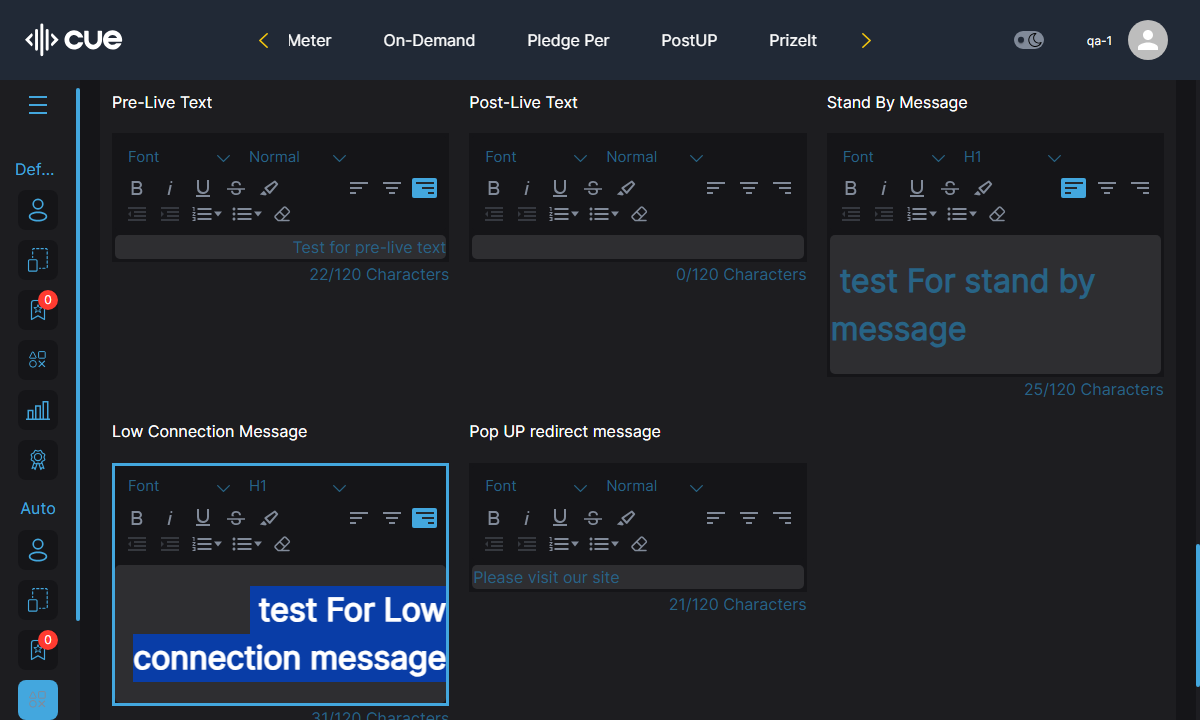 cue
Meter
On-Demand
Pledge Per
PostUP
PrizeIt
qa-1
Def...
0
Auto
0
Pre-Live Text
Font
Normal
B i U S
Test for pre-live text
22/120 Characters
Post-Live Text
Font
Normal
B i U S
0/120 Characters
Stand By Message
Font
H1
B i U S
test For stand by
message
25/120 Characters
Low Connection Message
Font
H1
B i U S
test For Low
connection message
31/120 Characters
Pop UP redirect message
Font
Normal
B i U S
Please visit our site
21/120 Characters